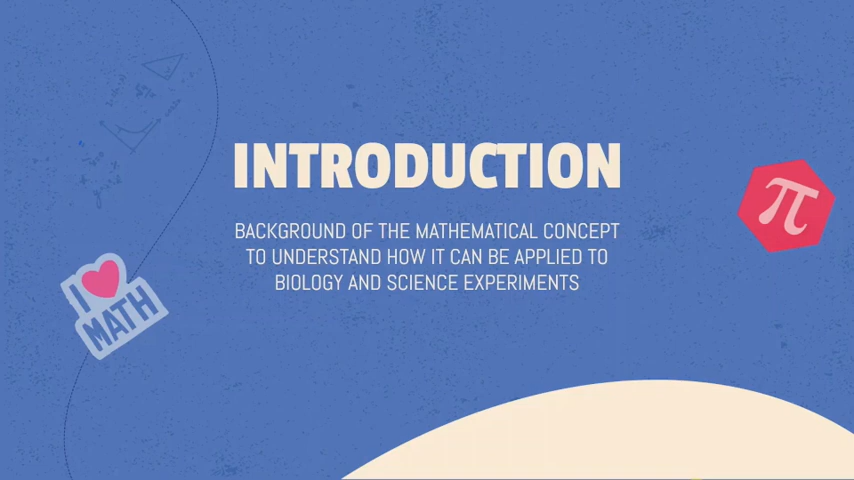 INTRODUCTION
BACKGROUND OF THE MATHEMATICAL CONCEPT
TO UNDERSTAND HOW IT CAN BE APPLIED TO
BIOLOGY AND SCIENCE EXPERIMENTS
π
I
MATH